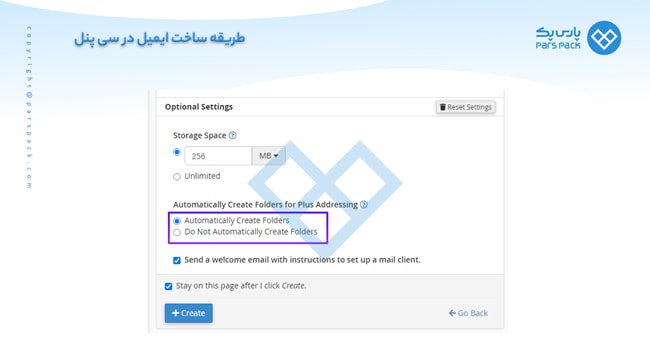 طریقه ساخت ایمیل در سی پنل
پارس‌پک
PARS PACK
copyright@parspack.com
Optional Settings
Reset Settings
Storage Space
256 MB
Unlimited
Automatically Create Folders for Plus Addressing
Automatically Create Folders
Do Not Automatically Create Folders
Send a welcome email with instructions to set up a mail client.
Stay on this page after I click Create.
+ Create
Go Back